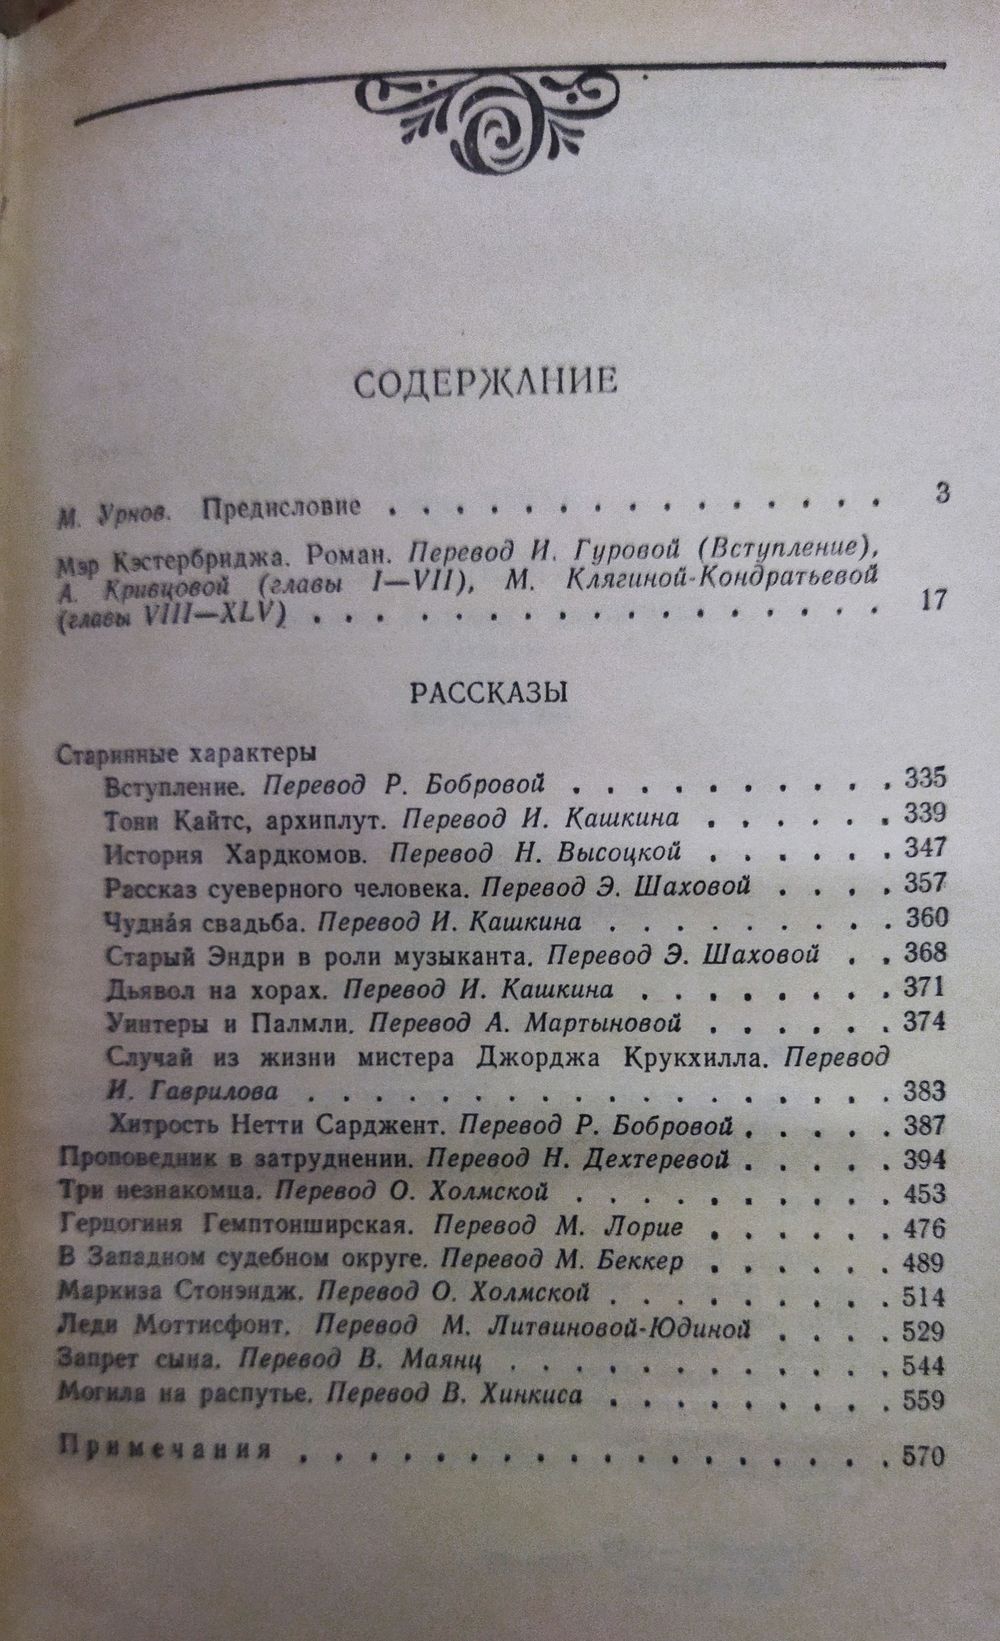 СОДЕРЖАНИЕ
М. Урнов. Предисловие . . . . . . . . . . . . . . . 3
Мэр Кэстербриджа. Роман. Перевод И. Гуровой (Вступление),
А. Кривцовой (главы I—VII), М. Клягиной-Кондратьевой
(главы VIII—XLV) . . . . . . . . . . . . . . . . . 17
РАССКАЗЫ
Старинные характеры
Вступление. Перевод Р. Бобровой . . . . . . . . . . 335
Тони Кайтс, архиплут. Перевод И. Кашкина . . . . . . 339
История Хардкомов. Перевод Н. Высоцкой . . . . . . 347
Рассказ суеверного человека. Перевод Э. Шаховой . . . . 357
Чуднáя свадьба. Перевод И. Кашкина . . . . . . . . . 360
Старый Эндри в роли музыканта. Перевод Э. Шаховой . . 368
Дьявол на хорах. Перевод И. Кашкина . . . . . . . . 371
Уинтеры и Палмли. Перевод А. Мартыновой . . . . . . 374
Случай из жизни мистера Джорджа Крукхилла. Перевод
И. Гаврилова . . . . . . . . . . . . . . . . . . 383
Хитрость Нетти Сарджент. Перевод Р. Бобровой . . . . . 387
Проповедник в затруднении. Перевод Н. Дехтеревой . . . . . 394
Три незнакомца. Перевод О. Холмской . . . . . . . . . . 453
Герцогиня Гемптонширская. Перевод М. Лорие . . . . . . 476
В Западном судебном округе. Перевод М. Беккер . . . . . . 489
Маркиза Стонэндж. Перевод О. Холмской . . . . . . . . . 514
Леди Моттисфонт. Перевод М. Литвиновой-Юдиной . . . . 529
Запрет сына. Перевод В. Маянц . . . . . . . . . . . . 544
Могила на распутье. Перевод В. Хинкиса . . . . . . . . . 559
Примечания . . . . . . . . . . . . . . . . . . 570